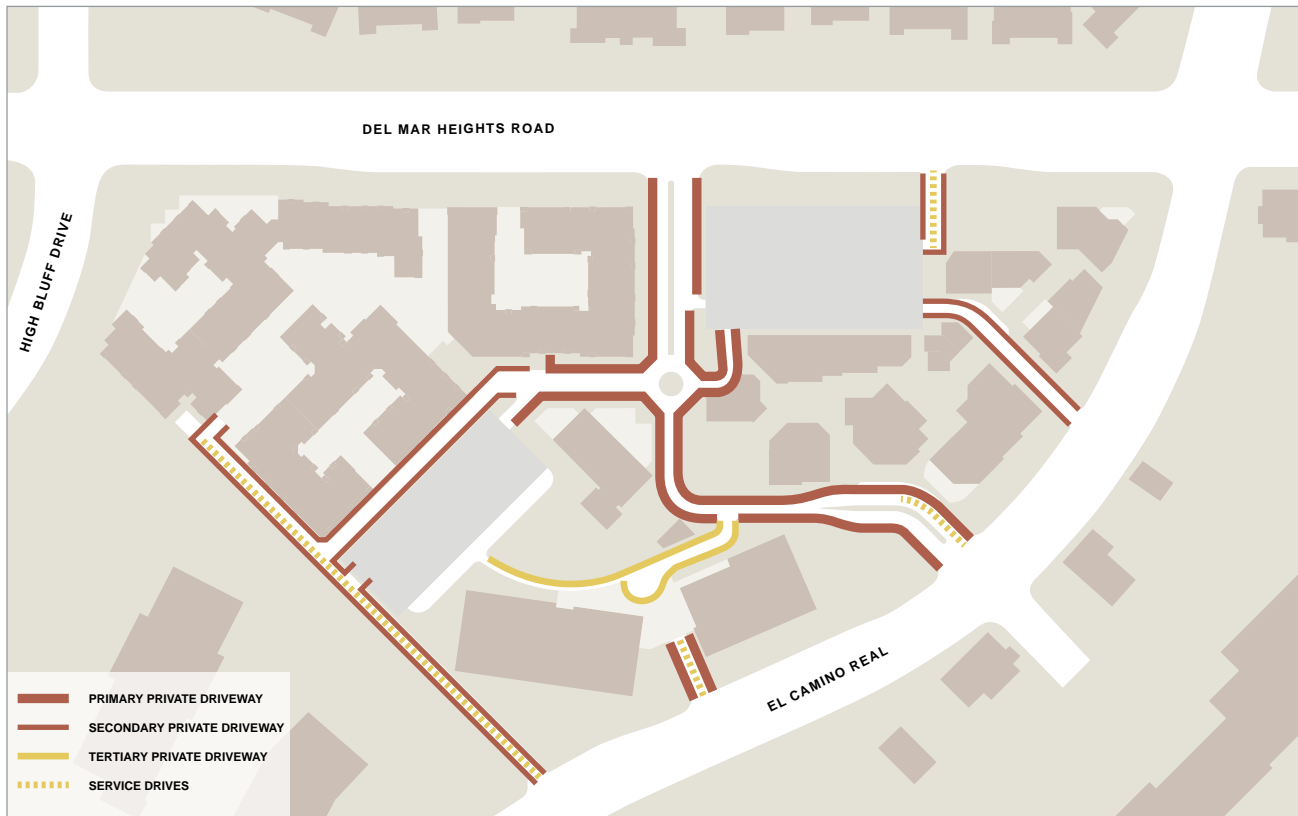 DEL MAR HEIGHTS ROAD
HIGH BLUFF DRIVE
EL CAMINO REAL
PRIMARY PRIVATE DRIVEWAY
SECONDARY PRIVATE DRIVEWAY
TERTIARY PRIVATE DRIVEWAY
SERVICE DRIVES